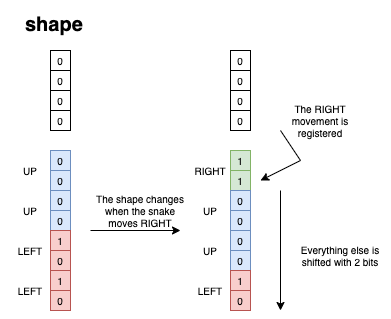 shape
0
0
0
0
UP
0
0
UP
0
0
LEFT
1
0
LEFT
1
0
The shape changes
when the snake
moves RIGHT
0
0
0
0
RIGHT
1
1
UP
0
0
UP
0
0
LEFT
1
0
The RIGHT
movement is
registered
Everything else is
shifted with 2 bits